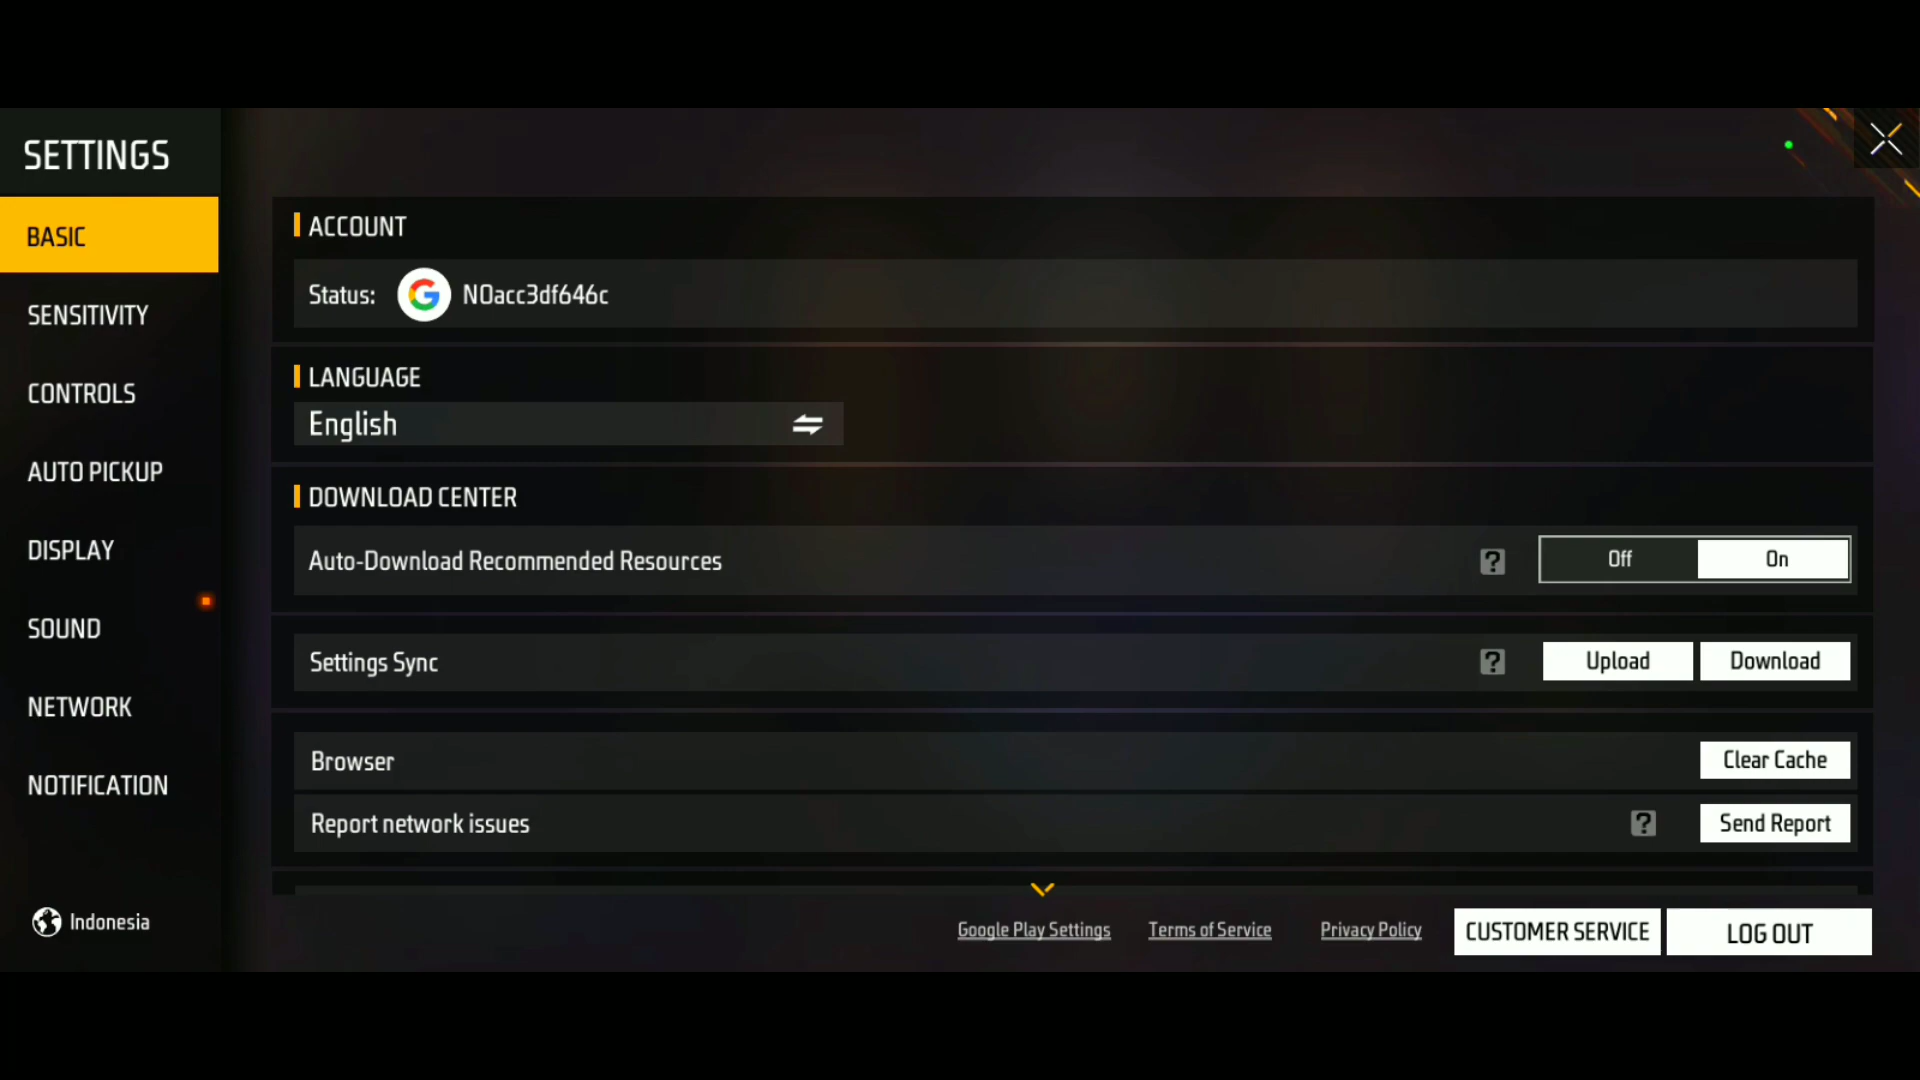 SETTINGS
BASIC
SENSITIVITY
CONTROLS
AUTO PICKUP
DISPLAY
SOUND
NETWORK
NOTIFICATION
Indonesia
ACCOUNT
Status: G N0acc3df646c
LANGUAGE
English
DOWNLOAD CENTER
Auto-Download Recommended Resources ? Off On
Settings Sync ? Upload Download
Browser Clear Cache
Report network issues ? Send Report
Google Play Settings Terms of Service Privacy Policy CUSTOMER SERVICE LOG OUT